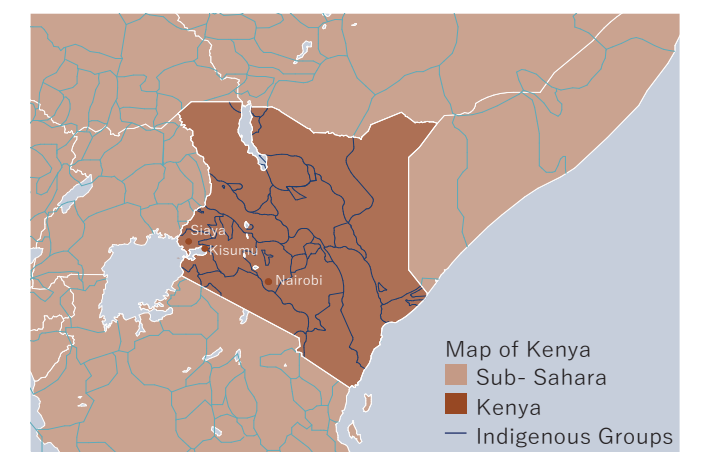 Siaya
Kisumu
Nairobi
Map of Kenya
Sub- Sahara
Kenya
Indigenous Groups